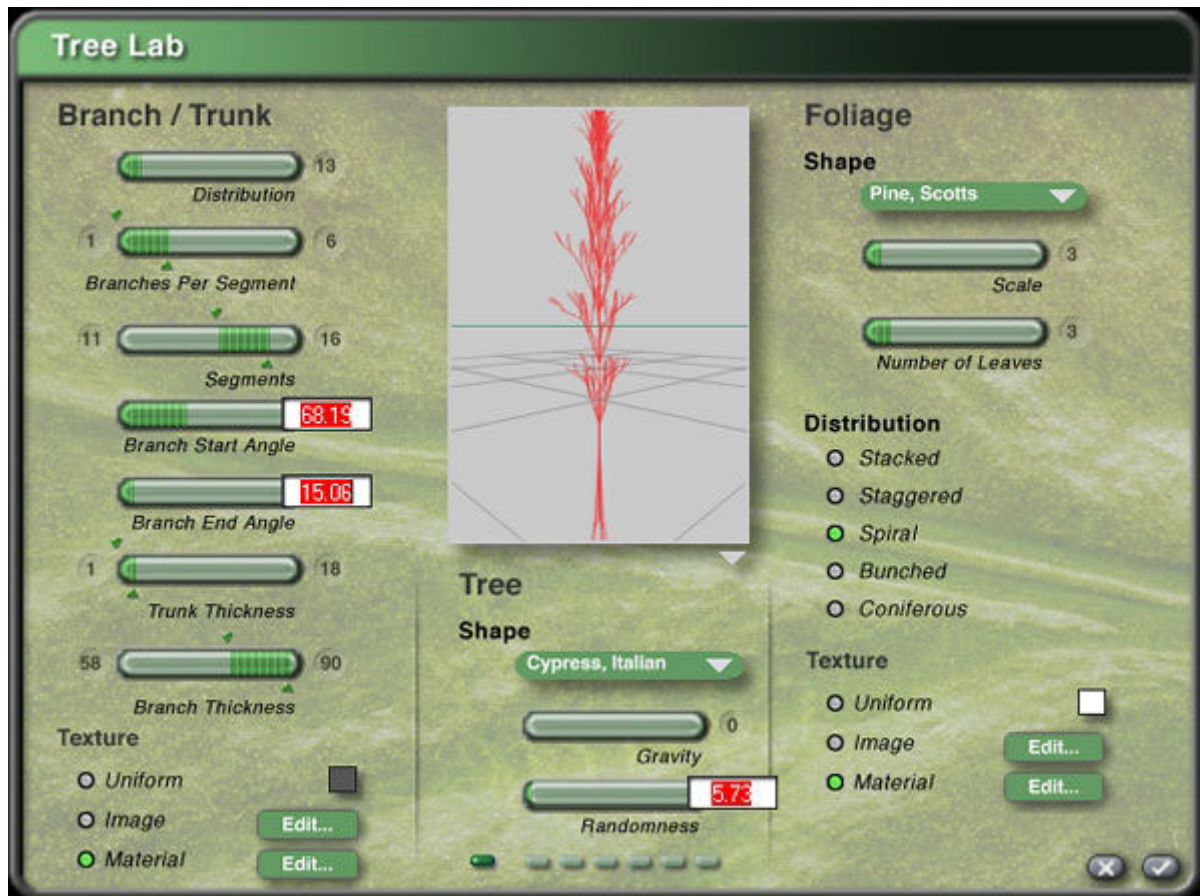 Tree Lab
Branch / Trunk
13
Distribution
1 6
Branches Per Segment
11 16
Segments
68.19
Branch Start Angle
15.06
Branch End Angle
1 18
Trunk Thickness
58 90
Branch Thickness
Texture
Uniform
Image Edit...
Material Edit...
Tree
Shape
Cypress, Italian
0
Gravity
5.73
Randomness
Foliage
Shape
Pine, Scotts
3
Scale
3
Number of Leaves
Distribution
Stacked
Staggered
Spiral
Bunched
Coniferous
Texture
Uniform
Image Edit...
Material Edit...